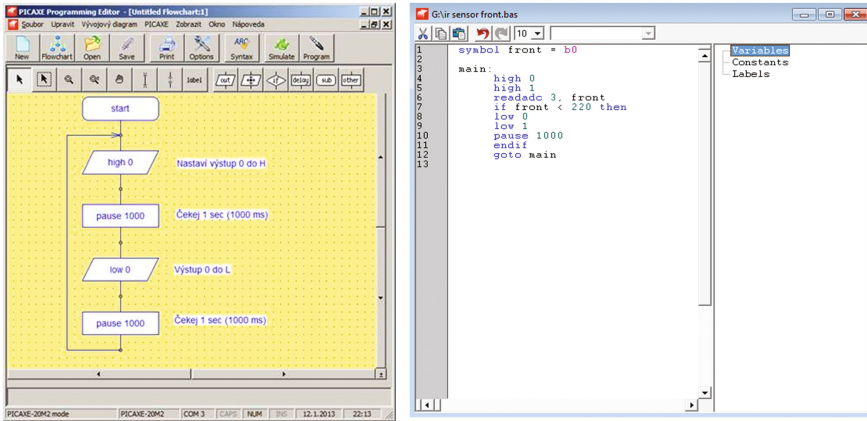 PICAXE Programming Editor - [Untitled Flowchart:1]
Soubor Upravit Vývojový diagram PICAXE Zobrazit Okno Nápoveda
New Flowchart Open Save Print Options Syntax Simulate Program
ABC
label out if delay sub other
start
high 0 Nastaví výstup 0 do H
pause 1000 Čekej 1 sec (1000 ms)
low 0 Výstup 0 do L
pause 1000 Čekej 1 sec (1000 ms)
PICAXE-20M2 mode PICAXE-20M2 COM 3 CAPS NUM INS 12.1.2013 22:13
G:\ir sensor front.bas
10
1 symbol front = b0
2
3 main:
4 high 0
5 high 1
6 readadc 3, front
7 if front < 220 then
8 low 0
9 low 1
10 pause 1000
11 endif
12 goto main
13
Variables
Constants
Labels